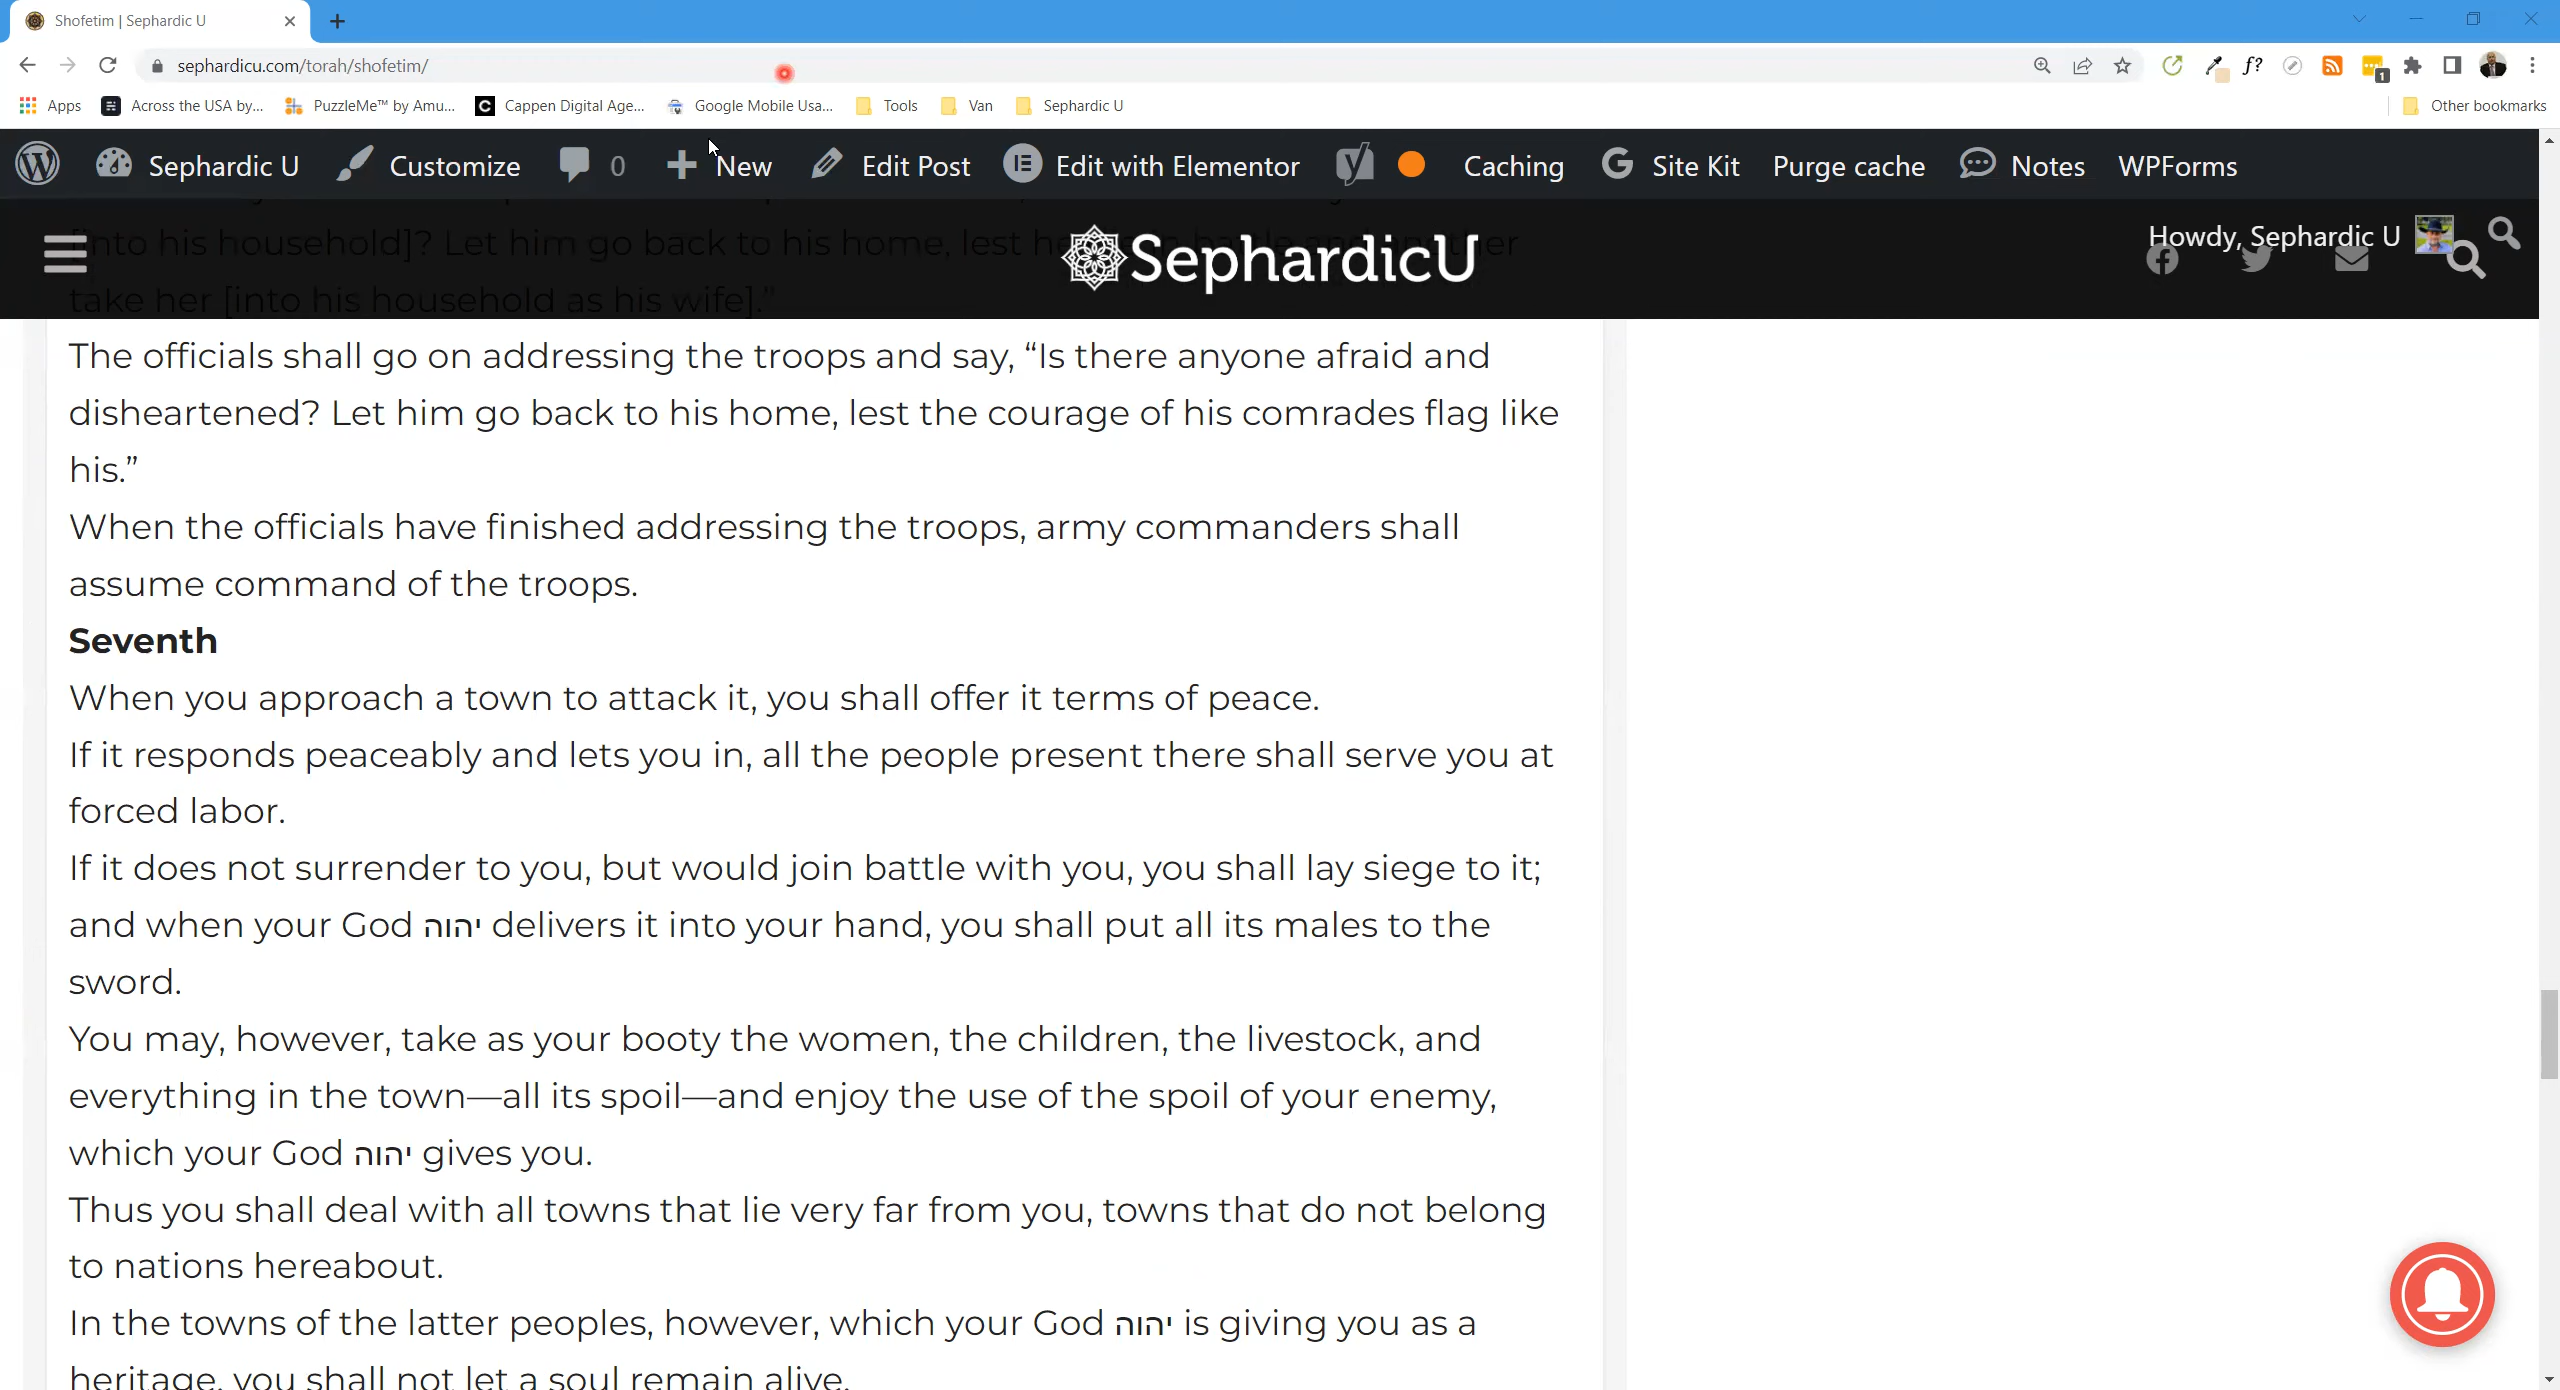 Shofetim | Sephardic U
sephardicu.com/torah/shofetim/
f?
1
Apps Across the USA by... PuzzleMe™ by Amu... Cappen Digital Age... Google Mobile Usa... Tools Van Sephardic U Other bookmarks
Sephardic U Customize 0 New Edit Post Edit with Elementor Caching Site Kit Purge cache Notes WPForms
Howdy, Sephardic U
SephardicU
[into his household]? Let him go back to his home, lest he
take her [into his household as his wife].”
The officials shall go on addressing the troops and say, “Is there anyone afraid and
disheartened? Let him go back to his home, lest the courage of his comrades flag like
his.”
When the officials have finished addressing the troops, army commanders shall
assume command of the troops.
Seventh
When you approach a town to attack it, you shall offer it terms of peace.
If it responds peaceably and lets you in, all the people present there shall serve you at
forced labor.
If it does not surrender to you, but would join battle with you, you shall lay siege to it;
and when your God יהוה delivers it into your hand, you shall put all its males to the
sword.
You may, however, take as your booty the women, the children, the livestock, and
everything in the town—all its spoil—and enjoy the use of the spoil of your enemy,
which your God יהוה gives you.
Thus you shall deal with all towns that lie very far from you, towns that do not belong
to nations hereabout.
In the towns of the latter peoples, however, which your God יהוה is giving you as a
heritage, you shall not let a soul remain alive.